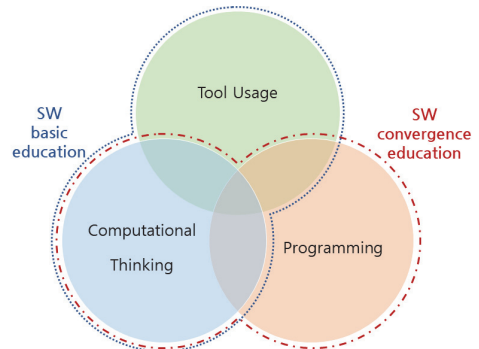 Tool Usage
SW
basic
education
SW
convergence
education
Computational
Thinking
Programming